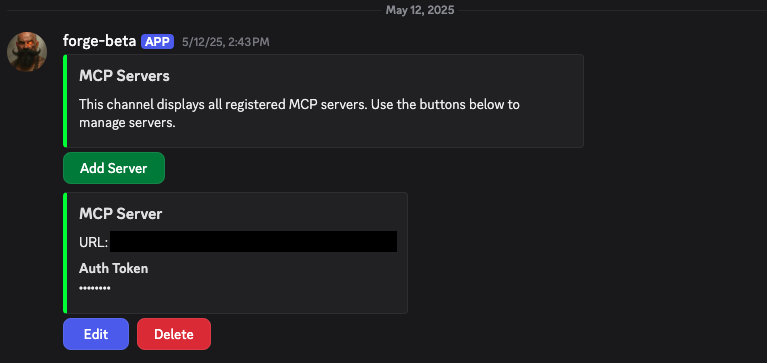 May 12, 2025
forge-beta APP 5/12/25, 2:43 PM
MCP Servers
This channel displays all registered MCP servers. Use the buttons below to
manage servers.
Add Server
MCP Server
URL:
Auth Token
••••••••
Edit Delete